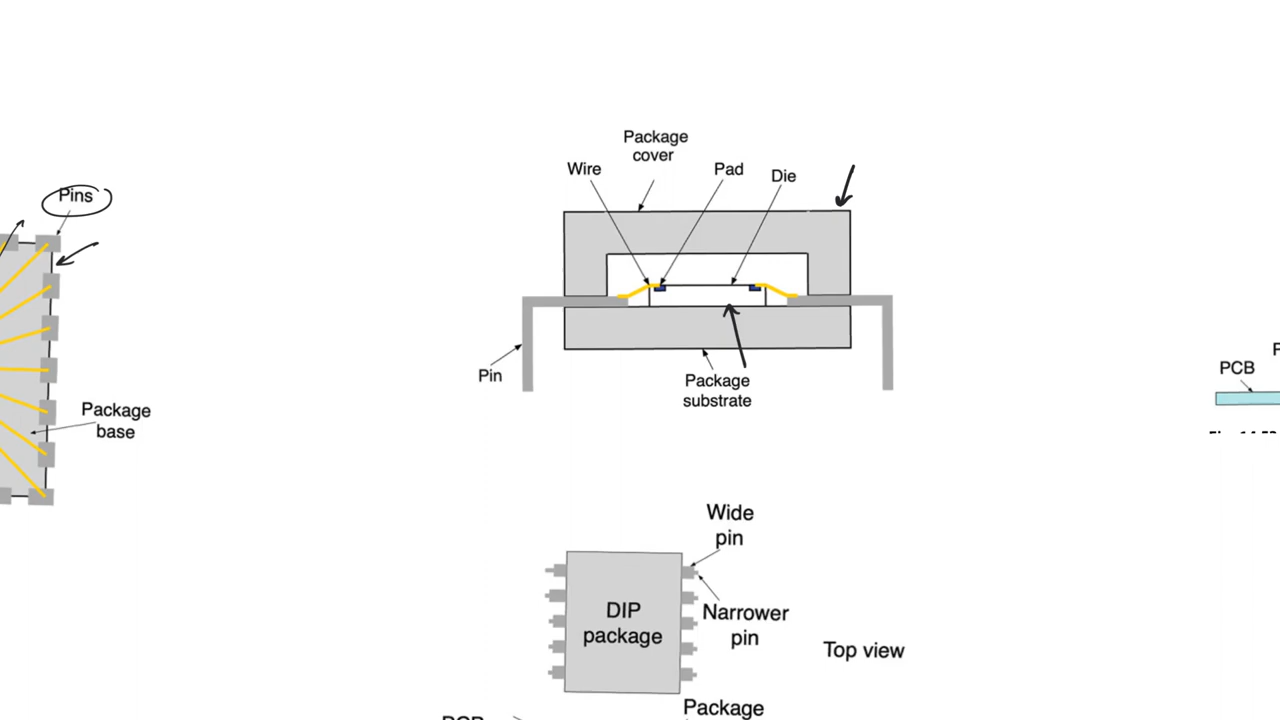 Pins
Package
base
Package
cover
Wire
Pad
Die
Pin
Package
substrate
PCB
Wide
pin
DIP
package
Narrower
pin
Top view
Package